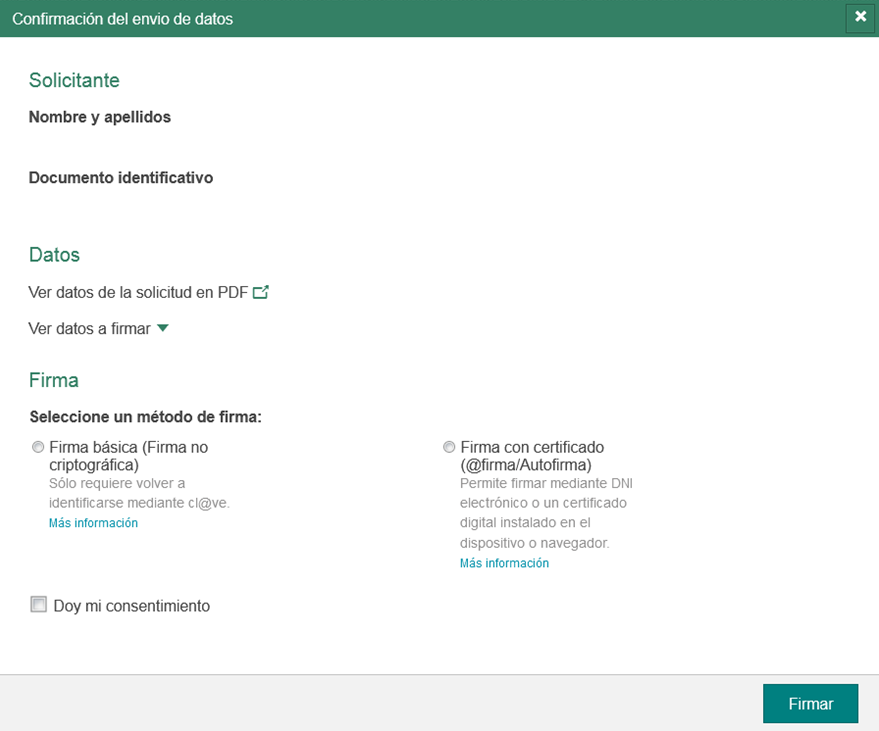 Confirmación del envio de datos
Solicitante
Nombre y apellidos
Documento identificativo
Datos
Ver datos de la solicitud en PDF
Ver datos a firmar
Firma
Seleccione un método de firma:
Firma básica (Firma no
criptográfica)
Sólo requiere volver a
identificarse mediante cl@ve.
Más información
Firma con certificado
(@firma/Autofirma)
Permite firmar mediante DNI
electrónico o un certificado
digital instalado en el
dispositivo o navegador.
Más información
Doy mi consentimiento
Firmar